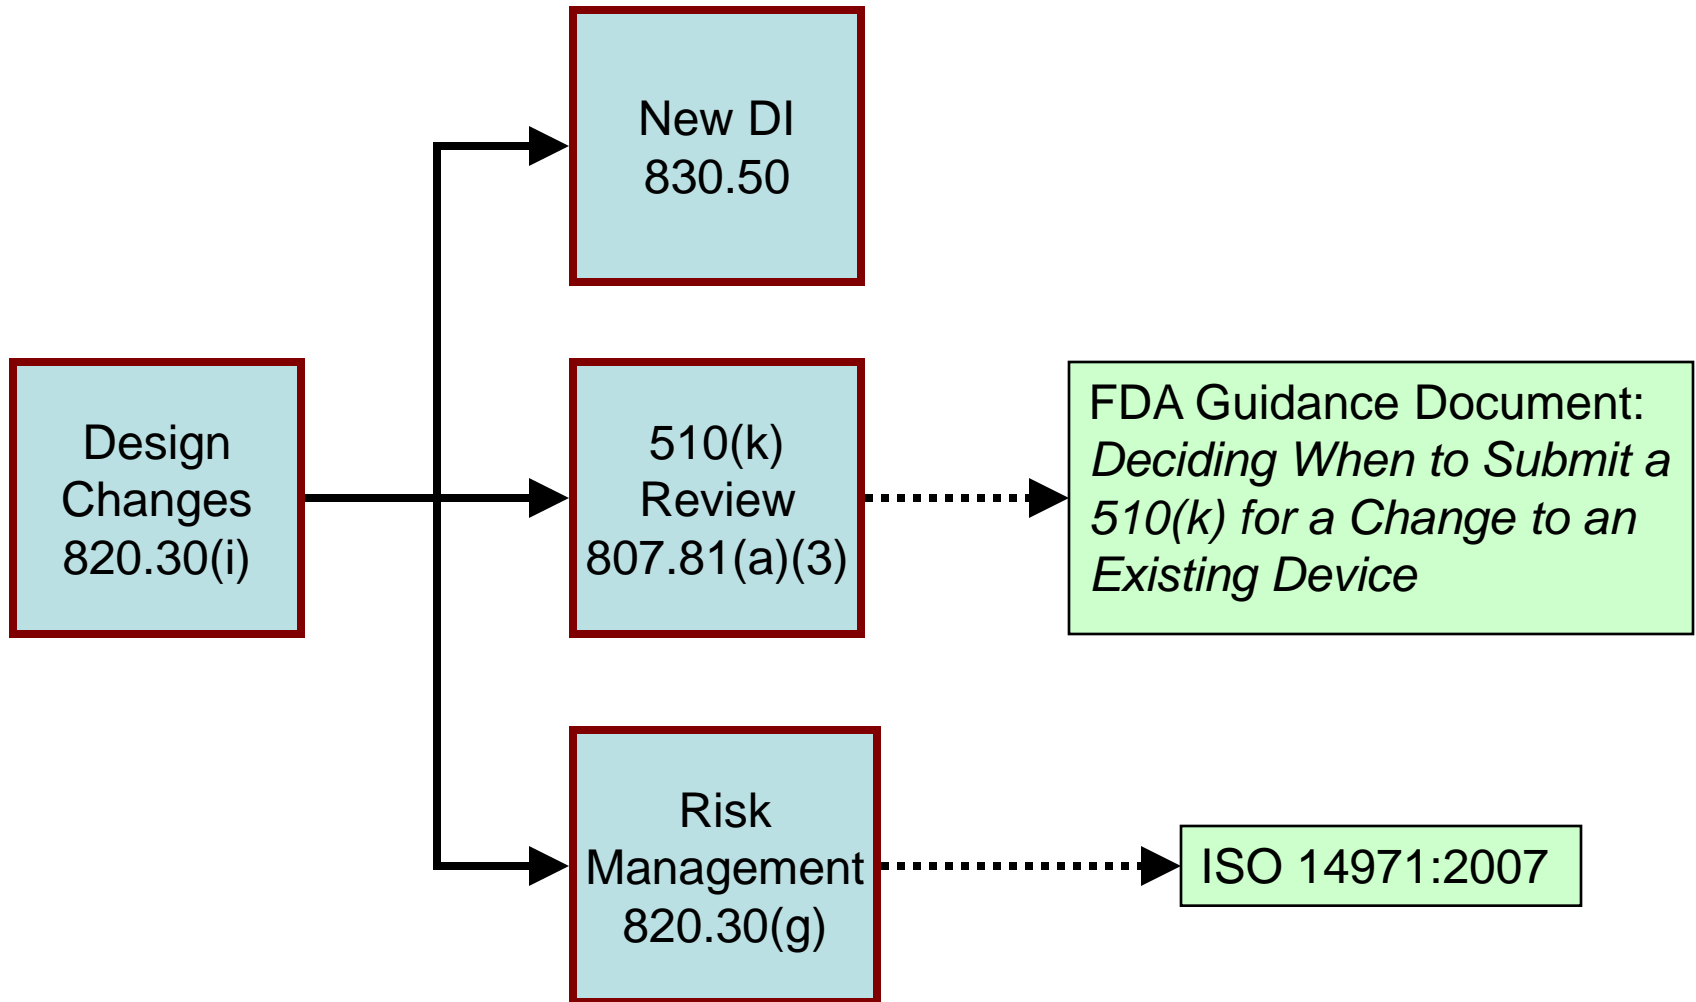 New DI
830.50
Design
Changes
820.30(i)
510(k)
Review
807.81(a)(3)
FDA Guidance Document:
Deciding When to Submit a
510(k) for a Change to an
Existing Device
Risk
Management
820.30(g)
ISO 14971:2007